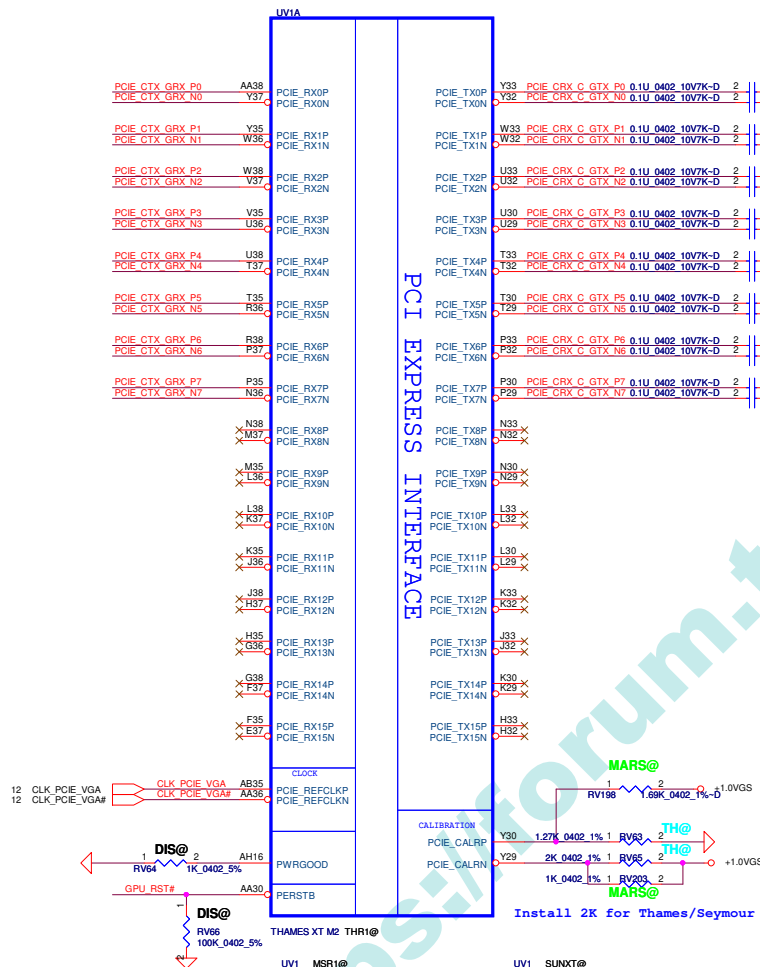 UV1A
PCIE_CTX_GRX_P0 AA38 PCIE_RX0P PCIE_TX0P Y33 PCIE_CRX_C_GTX_P0 0.1U_0402_10V7K~D 2
PCIE_CTX_GRX_N0 Y37 PCIE_RX0N PCIE_TX0N Y32 PCIE_CRX_C_GTX_N0 0.1U_0402_10V7K~D 2
PCIE_CTX_GRX_P1 Y35 PCIE_RX1P PCIE_TX1P W33 PCIE_CRX_C_GTX_P1 0.1U_0402_10V7K~D 2
PCIE_CTX_GRX_N1 W36 PCIE_RX1N PCIE_TX1N W32 PCIE_CRX_C_GTX_N1 0.1U_0402_10V7K~D 2
PCIE_CTX_GRX_P2 W38 PCIE_RX2P PCIE_TX2P U33 PCIE_CRX_C_GTX_P2 0.1U_0402_10V7K~D 2
PCIE_CTX_GRX_N2 V37 PCIE_RX2N PCIE_TX2N U32 PCIE_CRX_C_GTX_N2 0.1U_0402_10V7K~D 2
PCIE_CTX_GRX_P3 V35 PCIE_RX3P PCIE_TX3P U30 PCIE_CRX_C_GTX_P3 0.1U_0402_10V7K~D 2
PCIE_CTX_GRX_N3 U36 PCIE_RX3N PCIE_TX3N U29 PCIE_CRX_C_GTX_N3 0.1U_0402_10V7K~D 2
PCIE_CTX_GRX_P4 U38 PCIE_RX4P PCIE_TX4P T33 PCIE_CRX_C_GTX_P4 0.1U_0402_10V7K~D 2
PCIE_CTX_GRX_N4 T37 PCIE_RX4N PCIE_TX4N T32 PCIE_CRX_C_GTX_N4 0.1U_0402_10V7K~D 2
PCIE_CTX_GRX_P5 T35 PCIE_RX5P PCIE_TX5P T30 PCIE_CRX_C_GTX_P5 0.1U_0402_10V7K~D 2
PCIE_CTX_GRX_N5 R36 PCIE_RX5N PCIE_TX5N T29 PCIE_CRX_C_GTX_N5 0.1U_0402_10V7K~D 2
PCIE_CTX_GRX_P6 R38 PCIE_RX6P PCIE_TX6P P33 PCIE_CRX_C_GTX_P6 0.1U_0402_10V7K~D 2
PCIE_CTX_GRX_N6 P37 PCIE_RX6N PCIE_TX6N P32 PCIE_CRX_C_GTX_N6 0.1U_0402_10V7K~D 2
PCIE_CTX_GRX_P7 P35 PCIE_RX7P PCIE_TX7P P30 PCIE_CRX_C_GTX_P7 0.1U_0402_10V7K~D 2
PCIE_CTX_GRX_N7 N36 PCIE_RX7N PCIE_TX7N P29 PCIE_CRX_C_GTX_N7 0.1U_0402_10V7K~D 2
PCI EXPRESS INTERFACE
N38 PCIE_RX8P PCIE_TX8P N33
M37 PCIE_RX8N PCIE_TX8N N32
M35 PCIE_RX9P PCIE_TX9P N30
L36 PCIE_RX9N PCIE_TX9N N29
L38 PCIE_RX10P PCIE_TX10P L33
K37 PCIE_RX10N PCIE_TX10N L32
K35 PCIE_RX11P PCIE_TX11P L30
J36 PCIE_RX11N PCIE_TX11N L29
J38 PCIE_RX12P PCIE_TX12P K33
H37 PCIE_RX12N PCIE_TX12N K32
H35 PCIE_RX13P PCIE_TX13P J33
G36 PCIE_RX13N PCIE_TX13N J32
G38 PCIE_RX14P PCIE_TX14P K30
F37 PCIE_RX14N PCIE_TX14N K29
F35 PCIE_RX15P PCIE_TX15P H33
E37 PCIE_RX15N PCIE_TX15N H32
CLOCK
MARS@
12 CLK_PCIE_VGA CLK_PCIE_VGA AB35 PCIE_REFCLKP
12 CLK_PCIE_VGA# CLK_PCIE_VGA# AA36 PCIE_REFCLKN
1 2 +1.0VGS
RV198 1.69K_0402_1%~D
CALIBRATION
TH@
PCIE_CALRP Y30 1.27K_0402_1% 1 RV63 2
TH@
PCIE_CALRN Y29 2K_0402_1% 1 RV65 2 +1.0VGS
1K_0402_1% 1 RV203 2
MARS@
DIS@
1 2 AH16 PWRGOOD
RV64 1K_0402_5%
GPU_RST# AA30 PERSTB
1
DIS@
RV66
100K_0402_5%
2
Install 2K for Thames/Seymour
THAMES XT M2 THR1@
UV1 MSR1@
UV1 SUNXT@
ps://forum.t